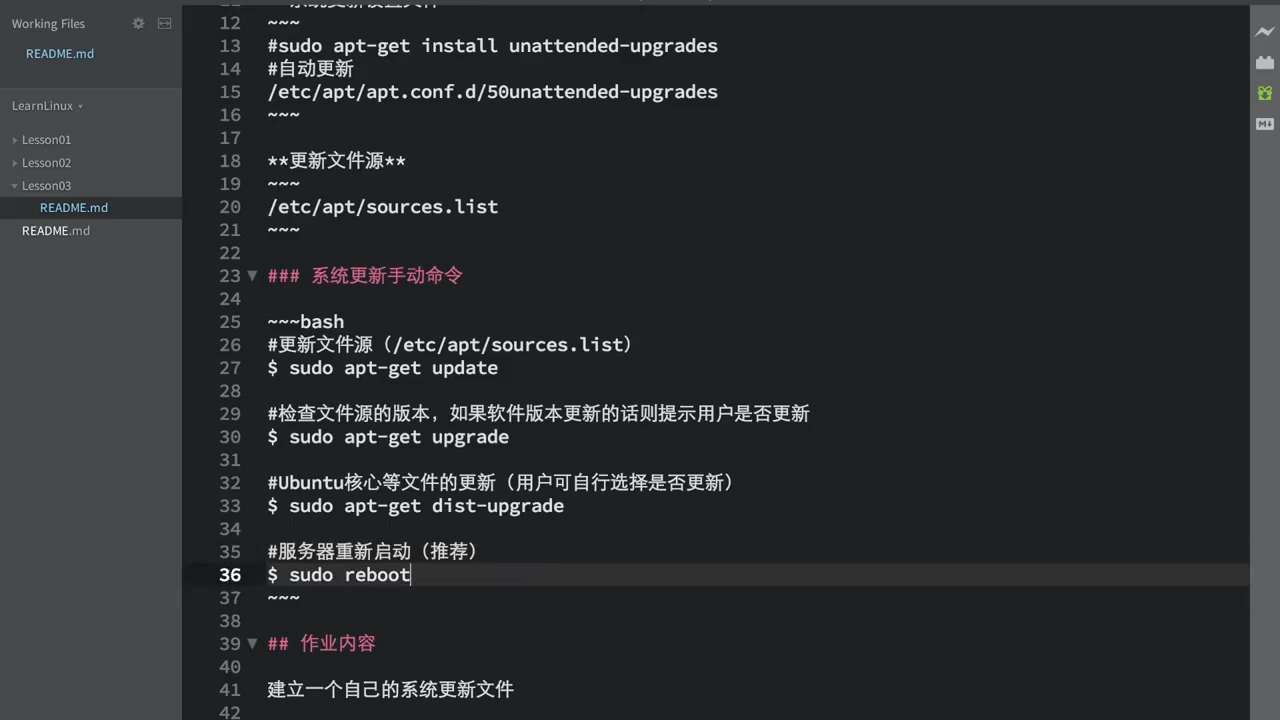 Working Files
README.md
LearnLinux
Lesson01
Lesson02
Lesson03
README.md
README.md
12 ~~~
13 #sudo apt-get install unattended-upgrades
14 #自动更新
15 /etc/apt/apt.conf.d/50unattended-upgrades
16 ~~~
17
18 **更新文件源**
19 ~~~
20 /etc/apt/sources.list
21 ~~~
22
23 ### 系统更新手动命令
24
25 ~~~bash
26 #更新文件源（/etc/apt/sources.list）
27 $ sudo apt-get update
28
29 #检查文件源的版本，如果软件版本更新的话则提示用户是否更新
30 $ sudo apt-get upgrade
31
32 #Ubuntu核心等文件的更新（用户可自行选择是否更新）
33 $ sudo apt-get dist-upgrade
34
35 #服务器重新启动（推荐）
36 $ sudo reboot
37 ~~~
38
39 ## 作业内容
40
41 建立一个自己的系统更新文件
42
M↓